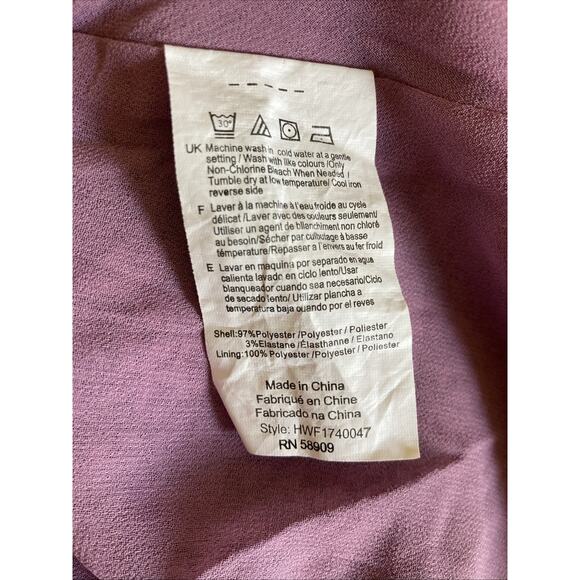 30°
UK Machine wash in cold water at a gentle
setting / Wash with like colours /Only
Non-Chlorine Bleach When Needed /
Tumble dry at low temperature/ Cool iron
reverse side
F Laver à la machine à l'eau froide au cycle
délicat /Laver avec des couleurs seulement/
Utiliser un agent de blanchiment non chloré
au besoin/Sécher par culbutage à basse
témperature/Repasser a l'envers au fer froid
E Lavar en maquina por separado en agua
calienta lavado en ciclo lento/Usar
blanqueador cuando sea necesario/Ciclo
de secado lento/ Utilizar plancha a
temperatura baja ouando por el reves
Shell:97%Polyester/Polyester/Poliester
3%Elastane/Élasthanne/Elastano
Lining:100%Polyester/Polyester/Poliester
Made in China
Fabriqué en Chine
Fabricado na China
Style: HWF1740047
RN 58909